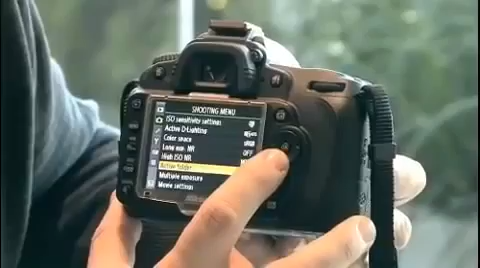 SHOOTING MENU
ISO sensitivity settings
Active D-Lighting
Color space
Long exp. NR OFF
High ISO NR
Active folder
Multiple exposure
Movie settings